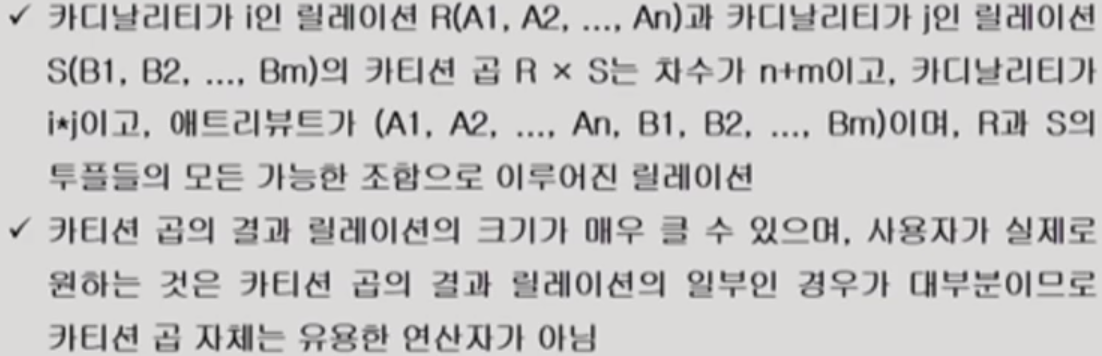 ✓ 카디날리티가 i인 릴레이션 R(A1, A2, ..., An)과 카디날리티가 j인 릴레이션
S(B1, B2, ..., Bm)의 카티션 곱 R × S는 차수가 n+m이고, 카디날리티가
i*j이고, 애트리뷰트가 (A1, A2, ..., An, B1, B2, ..., Bm)이며, R과 S의
투플들의 모든 가능한 조합으로 이루어진 릴레이션
✓ 카티션 곱의 결과 릴레이션의 크기가 매우 클 수 있으며, 사용자가 실제로
원하는 것은 카티션 곱의 결과 릴레이션의 일부인 경우가 대부분이므로
카티션 곱 자체는 유용한 연산자가 아님